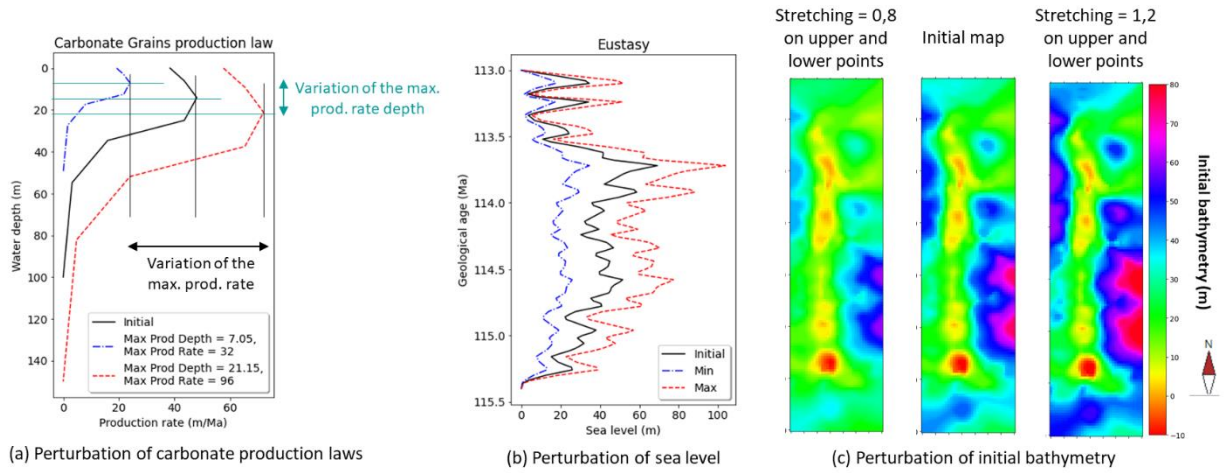 Carbonate Grains production law
0
20
40
60
80
100
120
140
Water depth (m)
Variation of the max.
prod. rate depth
Variation of the
max. prod. rate
Initial
Max Prod Depth = 7.05,
Max Prod Rate = 32
Max Prod Depth = 21.15,
Max Prod Rate = 96
0
20
40
60
Production rate (m/Ma)
(a) Perturbation of carbonate production laws
Eustasy
113.0
113.5
114.0
114.5
115.0
115.5
Geological age (Ma)
Initial
Min
Max
0
20
40
60
80
100
Sea level (m)
(b) Perturbation of sea level
Stretching = 0,8
on upper and
lower points
Initial map
Stretching = 1,2
on upper and
lower points
80
70
60
50
40
30
20
10
0
-10
Initial bathymetry (m)
N
(c) Perturbation of initial bathymetry